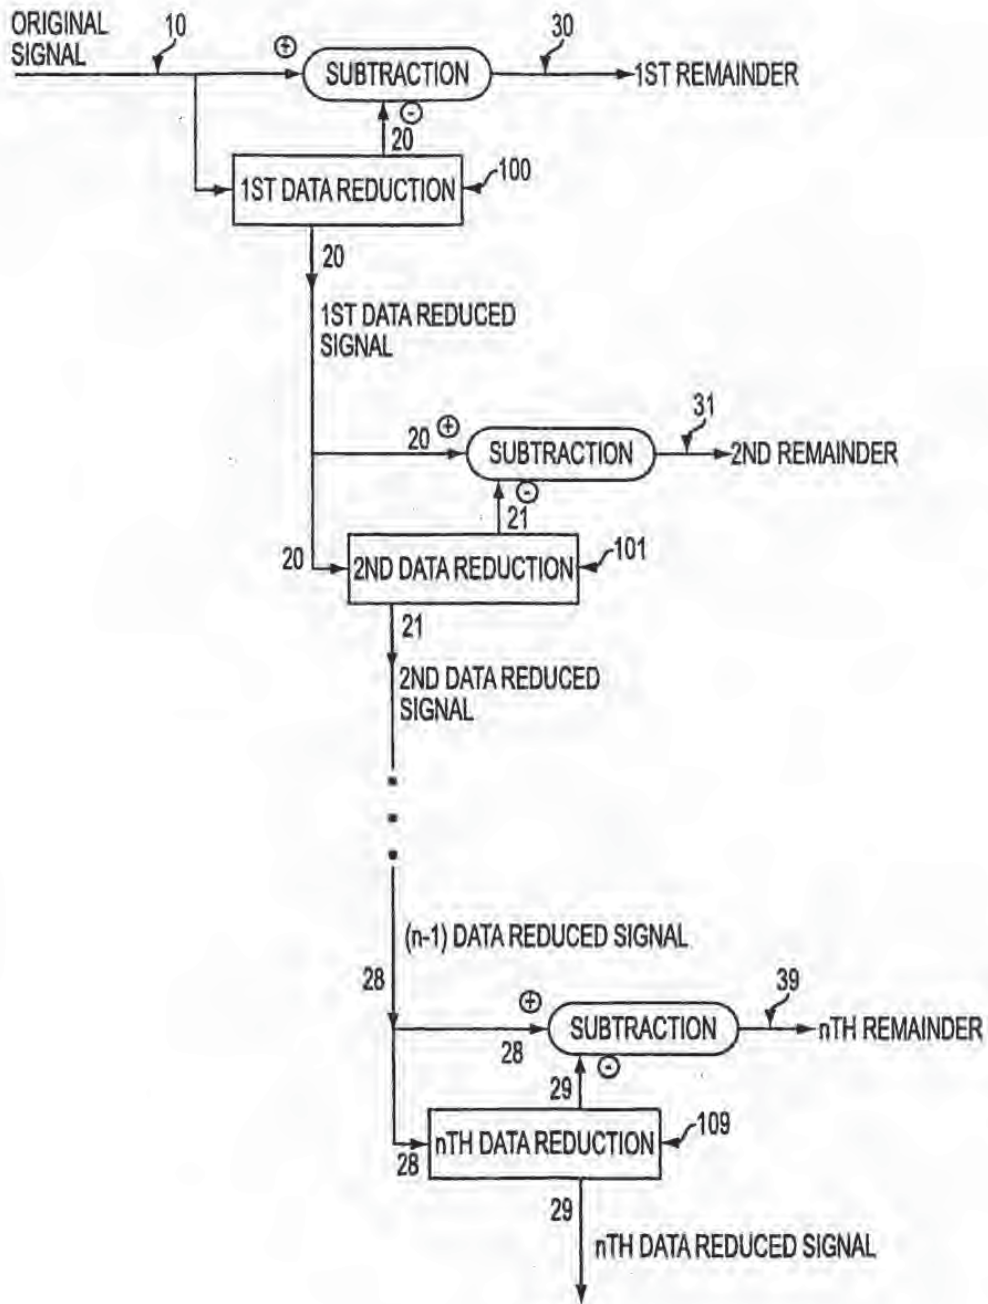 ORIGINAL
SIGNAL
10
⊕
SUBTRACTION
30
1ST REMAINDER
⊖
20
1ST DATA REDUCTION
100
20
1ST DATA REDUCED
SIGNAL
20
⊕
SUBTRACTION
31
2ND REMAINDER
⊖
21
20
2ND DATA REDUCTION
101
21
2ND DATA REDUCED
SIGNAL
(n-1) DATA REDUCED SIGNAL
28
⊕
28
SUBTRACTION
39
nTH REMAINDER
⊖
29
28
nTH DATA REDUCTION
109
29
nTH DATA REDUCED SIGNAL